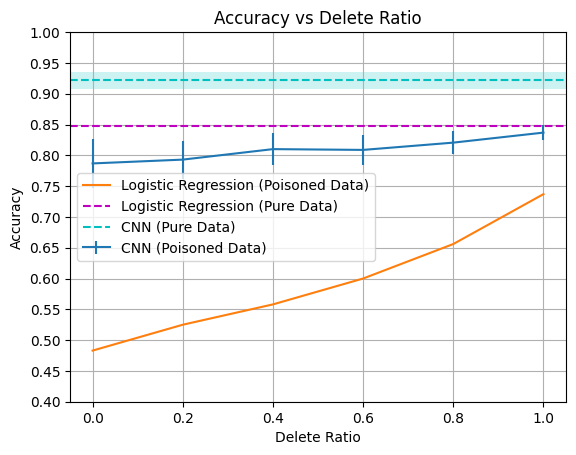 Accuracy vs Delete Ratio
1.00
0.95
0.90
0.85
0.80
0.75
0.70
0.65
0.60
0.55
0.50
0.45
0.40
Accuracy
Logistic Regression (Poisoned Data)
Logistic Regression (Pure Data)
CNN (Pure Data)
CNN (Poisoned Data)
0.0 0.2 0.4 0.6 0.8 1.0
Delete Ratio